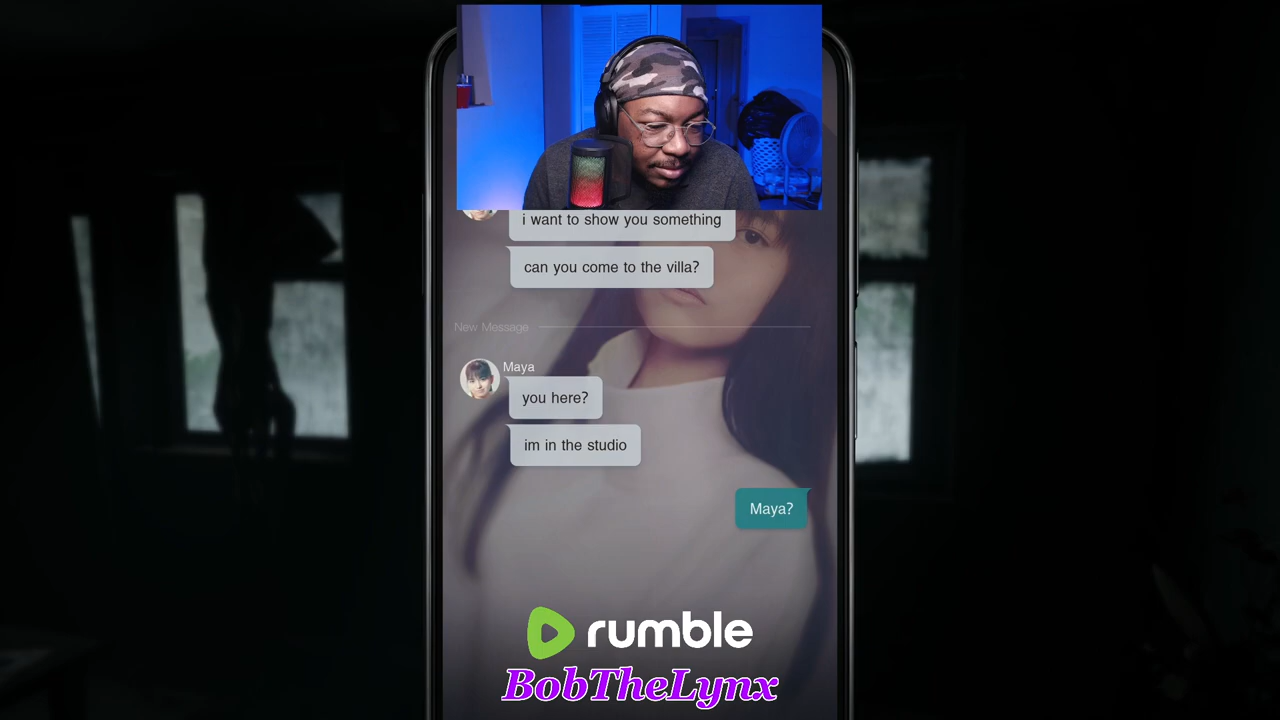 i want to show you something
can you come to the villa?
New Message
Maya
you here?
im in the studio
Maya?
rumble
BobTheLynx